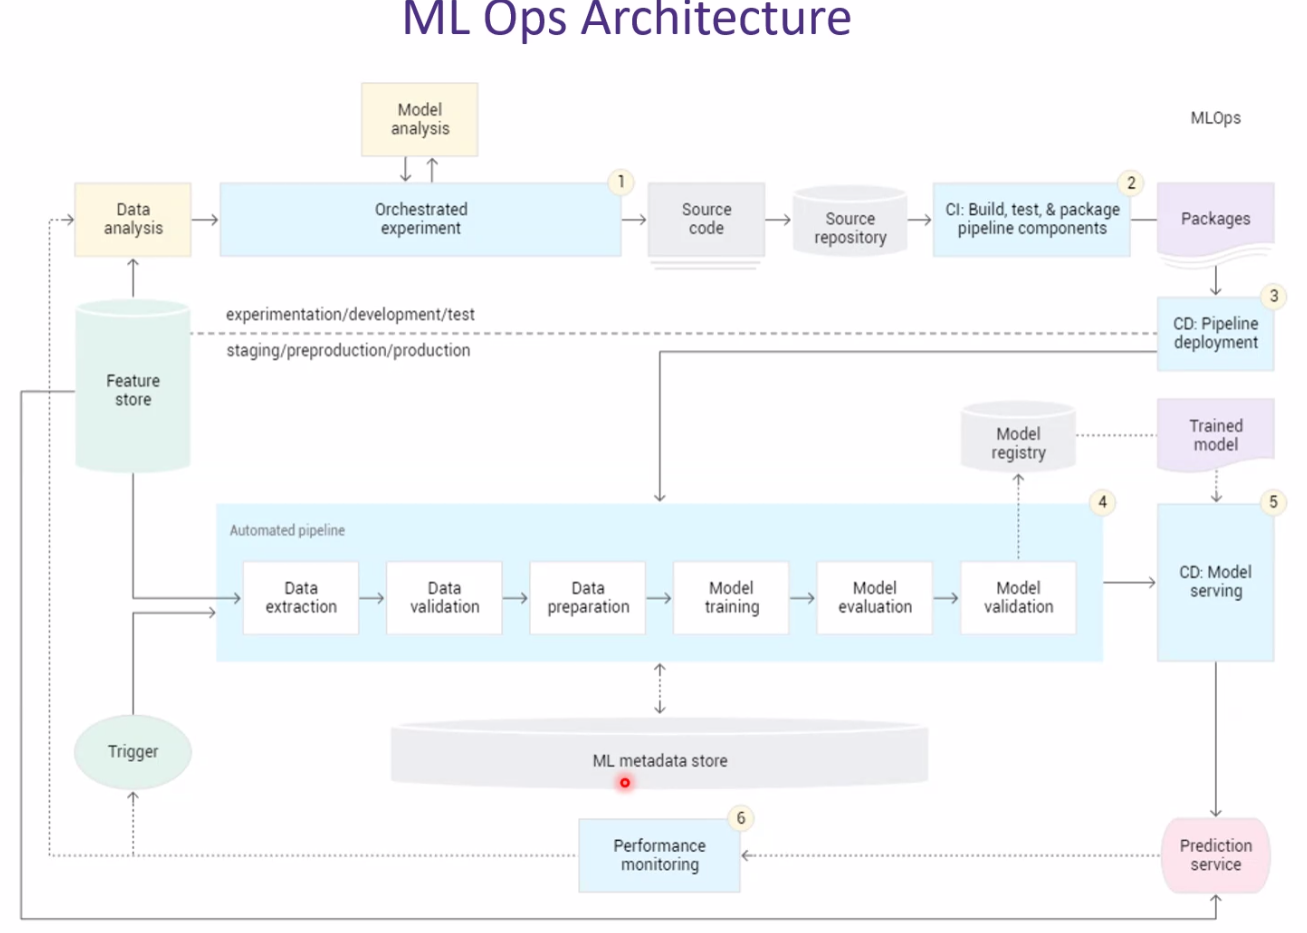 ML Ops Architecture
Model
analysis
MLOps
Data
analysis
1
Orchestrated
experiment
Source
code
Source
repository
2
CI: Build, test, & package
pipeline components
Packages
3
CD: Pipeline
deployment
experimentation/development/test
staging/preproduction/production
Feature
store
Model
registry
Trained
model
4
5
Automated pipeline
Data
extraction
Data
validation
Data
preparation
Model
training
Model
evaluation
Model
validation
CD: Model
serving
Trigger
ML metadata store
6
Performance
monitoring
Prediction
service